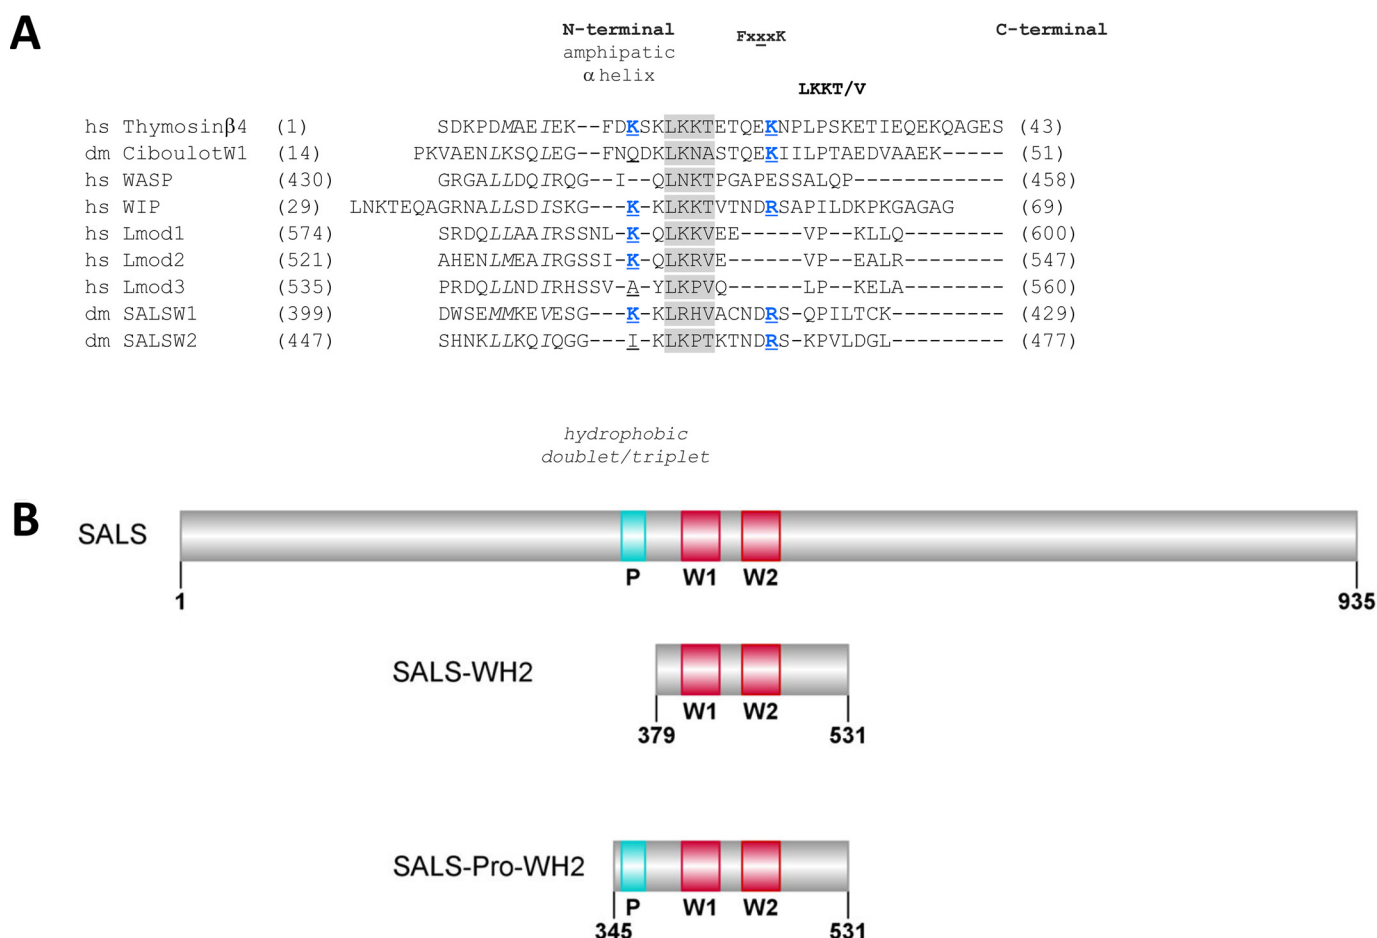 A
N-terminal FxxxK C-terminal
amphipatic
α helix
LKKT/V
hs Thymosinβ4 (1) SDKPDMAEIEK--FDKSKLKKTETQEKNPLPSKETIEQEKQAGES (43)
dm CiboulotW1 (14) PKVAENLKSQLEG--FNQDKLKNASTQEKIILPTAEDVAAEK----- (51)
hs WASP (430) GRGALLDQIRQG--I--QLNKTPGAPESSALQP------------ (458)
hs WIP (29) LNKTEQAGRNALLSDISKG---K-KLKKTVTNDRSAPILDKPKGAGAG (69)
hs Lmod1 (574) SRDQLLAAIRSSNL-K-QLKKVEE-----VP--KLLQ-------- (600)
hs Lmod2 (521) AHENLMEAIRGSSI-K-QLKRVE------VP--EALR-------- (547)
hs Lmod3 (535) PRDQLLNDIRHSSV-A-YLKPVQ------LP--KELA-------- (560)
dm SALSW1 (399) DWSEMMKEVESG---K-KLRHVACNDRS-QPILTCK--------- (429)
dm SALSW2 (447) SHNKLLKQIQGG---I-KLKPTKTNDRS-KPVLDGL--------- (477)
hydrophobic
doublet/triplet
B
SALS
P W1 W2
1 935
SALS-WH2
W1 W2
379 531
SALS-Pro-WH2
P W1 W2
345 531